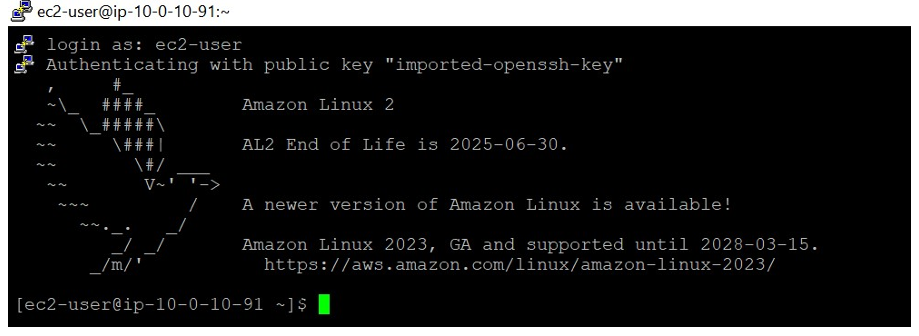 ec2-user@ip-10-0-10-91:~
login as: ec2-user
Authenticating with public key "imported-openssh-key"
   ,     #_
   ~\_  ####_        Amazon Linux 2
  ~~  \_#####\
  ~~     \###|       AL2 End of Life is 2025-06-30.
  ~~       \#/ ___
   ~~       V~' '->
    ~~~         /    A newer version of Amazon Linux is available!
      ~~._.   _/
         _/ _/       Amazon Linux 2023, GA and supported until 2028-03-15.
       _/m/'           https://aws.amazon.com/linux/amazon-linux-2023/
[ec2-user@ip-10-0-10-91 ~]$